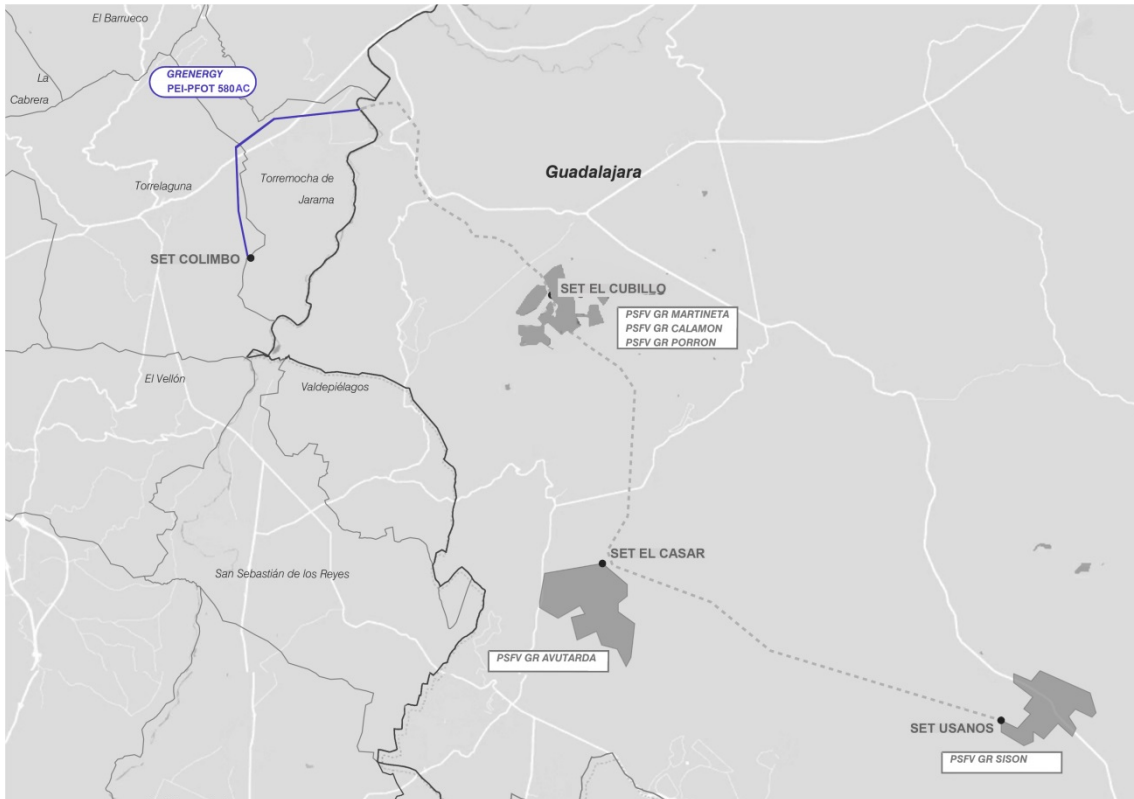 El Barrueco
La
Cabrera
GRENERGY
PEI-PFOT 580AC
Torrelaguna
Torremocha de
Jarama
Guadalajara
SET COLIMBO
SET EL CUBILLO
PSFV GR MARTINETA
PSFV GR CALAMON
PSFV GR PORRON
El Vellón
Valdepiélagos
SET EL CASAR
San Sebastián de los Reyes
PSFV GR AVUTARDA
SET USANOS
PSFV GR SISON